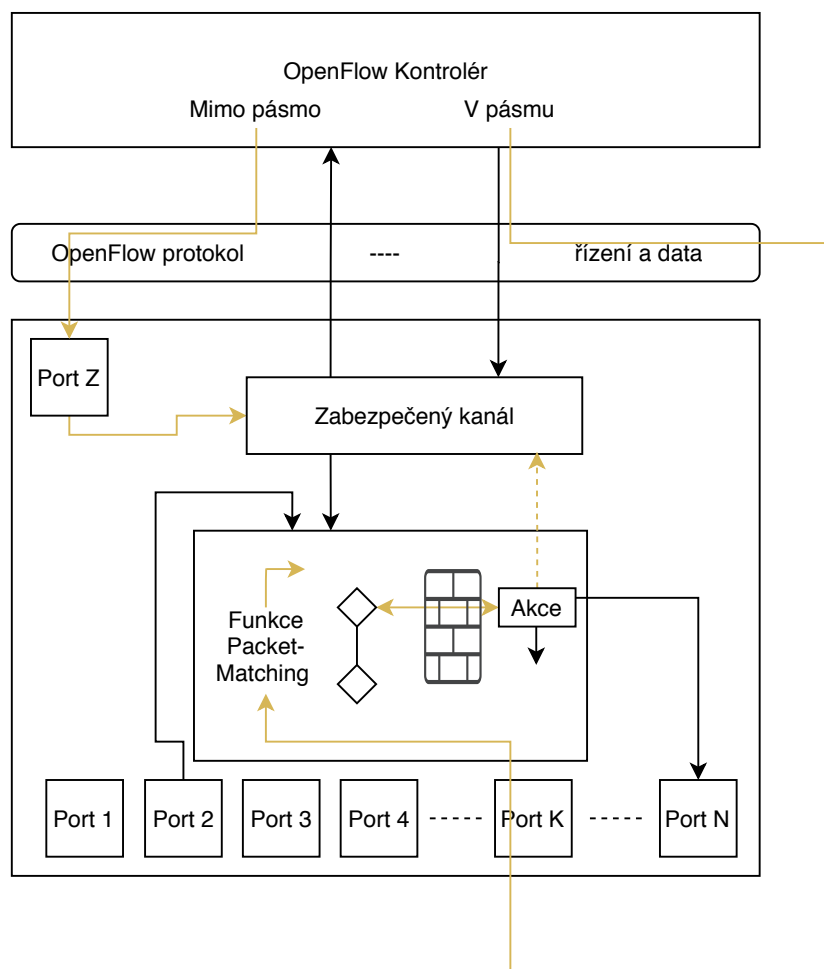 OpenFlow Kontrolér
Mimo pásmo
V pásmu
OpenFlow protokol ---- řízení a data
Port Z
Zabezpečený kanál
Funkce
Packet-
Matching
Akce
Port 1
Port 2
Port 3
Port 4
Port K
Port N